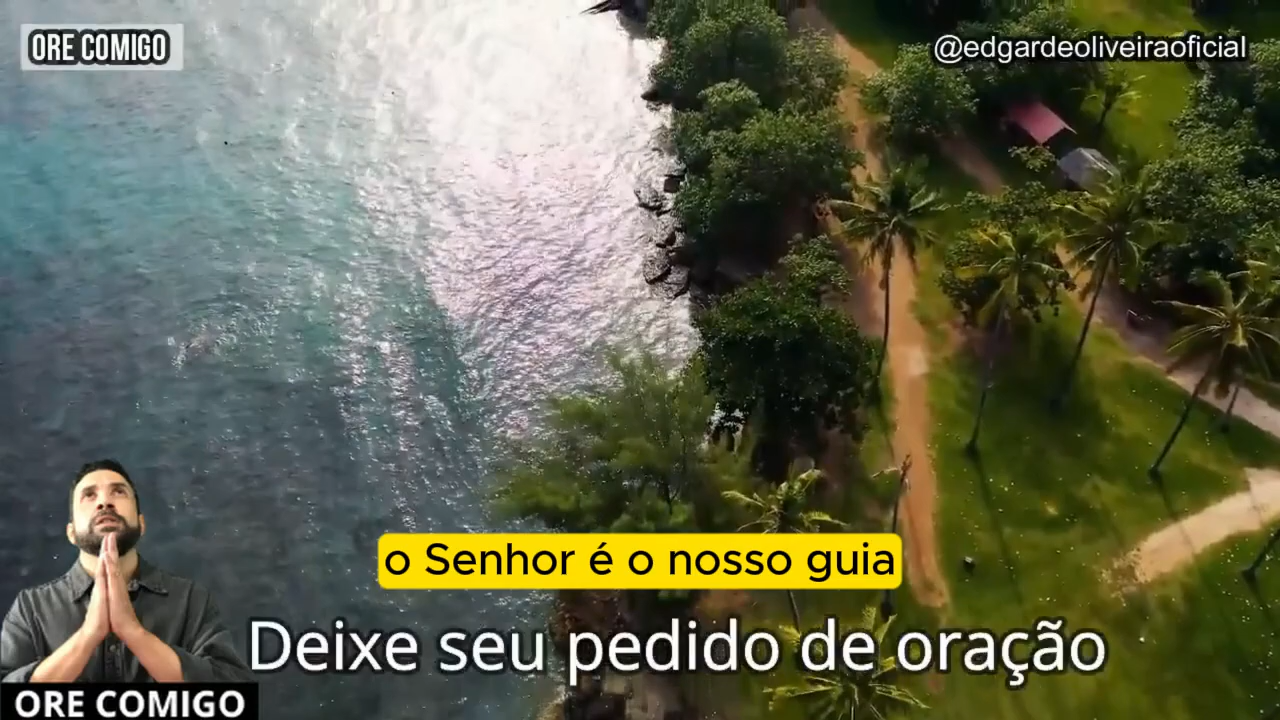 ORE COMIGO
@edgardeoliveiraoficial
o Senhor é o nosso guia
Deixe seu pedido de oração
ORE COMIGO